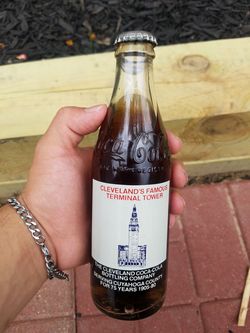 Coca-Cola
CLEVELAND'S FAMOUS
TERMINAL TOWER
THE CLEVELAND COCA-COLA
BOTTLING COMPANY
SERVING CUYAHOGA COUNTY
FOR 75 YEARS 1905-80